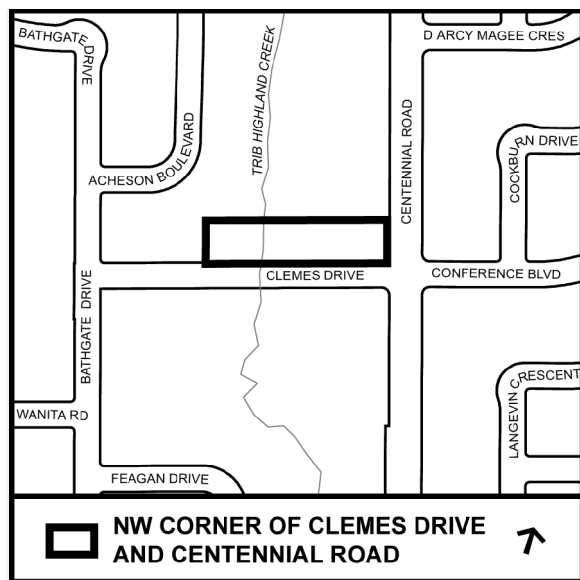 BATHGATE DRIVE
D ARCY MAGEE CRES
TRIB HIGHLAND CREEK
CENTENNIAL ROAD
COCKBURN DRIVE
ACHESON BOULEVARD
CLEMES DRIVE
CONFERENCE BLVD
BATHGATE DRIVE
LANGEVIN CRESCENT
WANITA RD
FEAGAN DRIVE
NW CORNER OF CLEMES DRIVE
AND CENTENNIAL ROAD